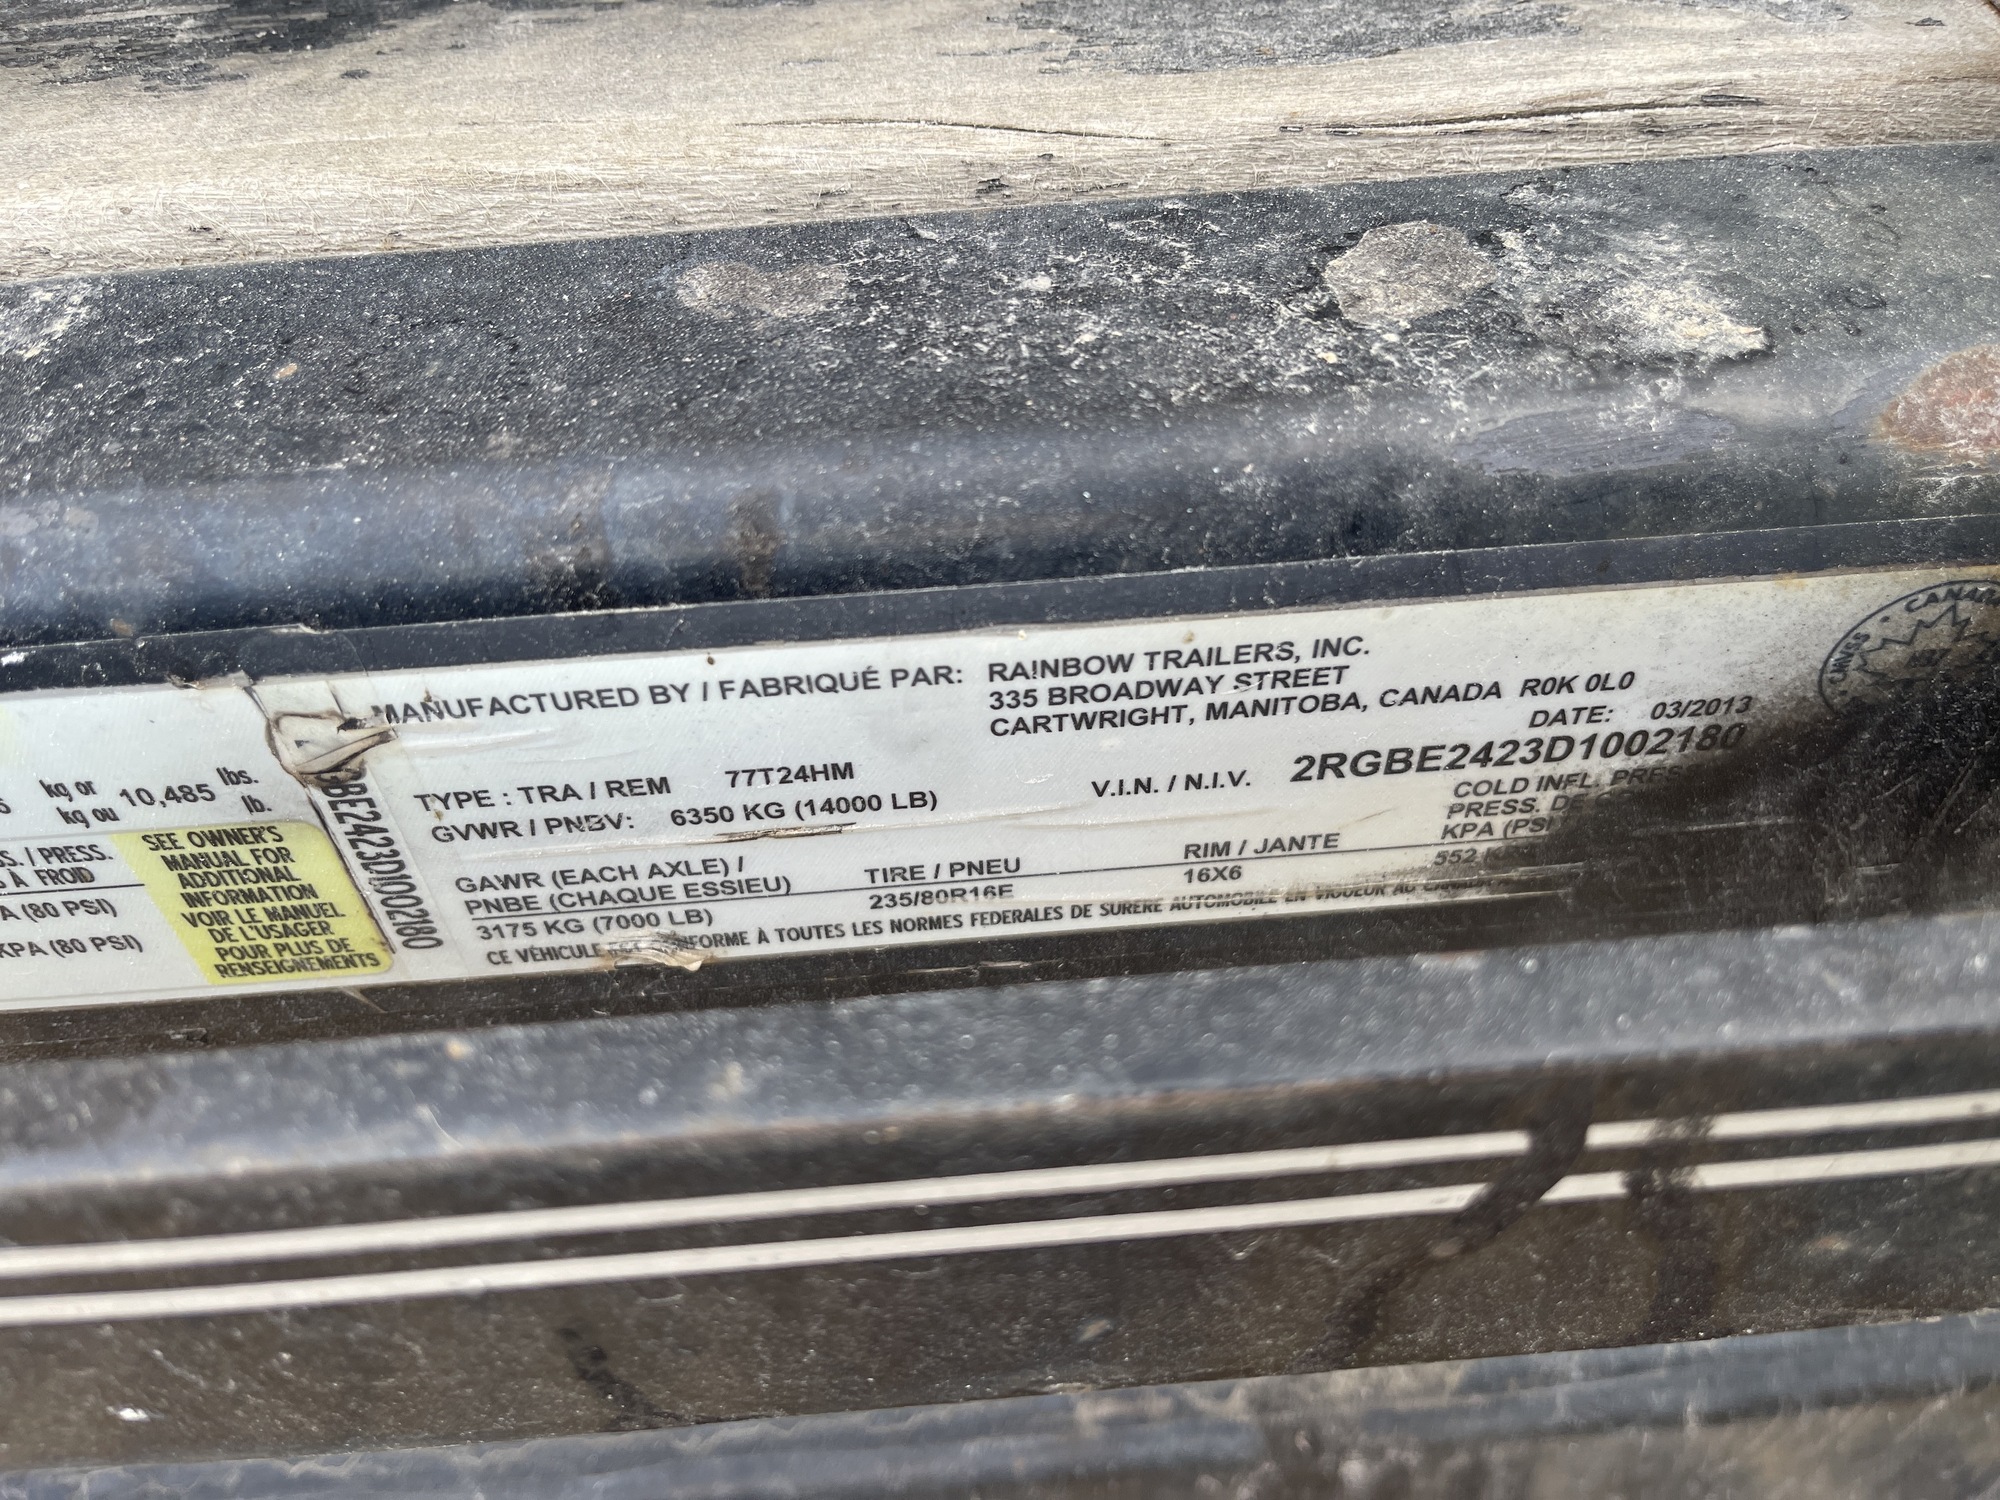 kg or
kg ou
10,485
lbs.
lb.
S. / PRESS.
À FROID
A (80 PSI)
KPA (80 PSI)
SEE OWNER'S
MANUAL FOR
ADDITIONAL
INFORMATION
VOIR LE MANUEL
DE L'USAGER
POUR PLUS DE
RENSEIGNEMENTS
BE2423D1002180
MANUFACTURED BY / FABRIQUÉ PAR: RAINBOW TRAILERS, INC.
335 BROADWAY STREET
CARTWRIGHT, MANITOBA, CANADA R0K 0L0
DATE: 03/2013
TYPE : TRA / REM 77T24HM
V.I.N. / N.I.V. 2RGBE2423D1002180
GVWR / PNBV: 6350 KG (14000 LB)
COLD INFL. PRES
PRESS. DE
KPA (PSI
GAWR (EACH AXLE) /
PNBE (CHAQUE ESSIEU)
TIRE / PNEU
RIM / JANTE
3175 KG (7000 LB)
235/80R16E
16X6
552
CE VÉHICULE FORME À TOUTES LES NORMES FEDERALES DE SURERE AUTOMOBILE EN VIGUEUR AU CANADA
CANADA